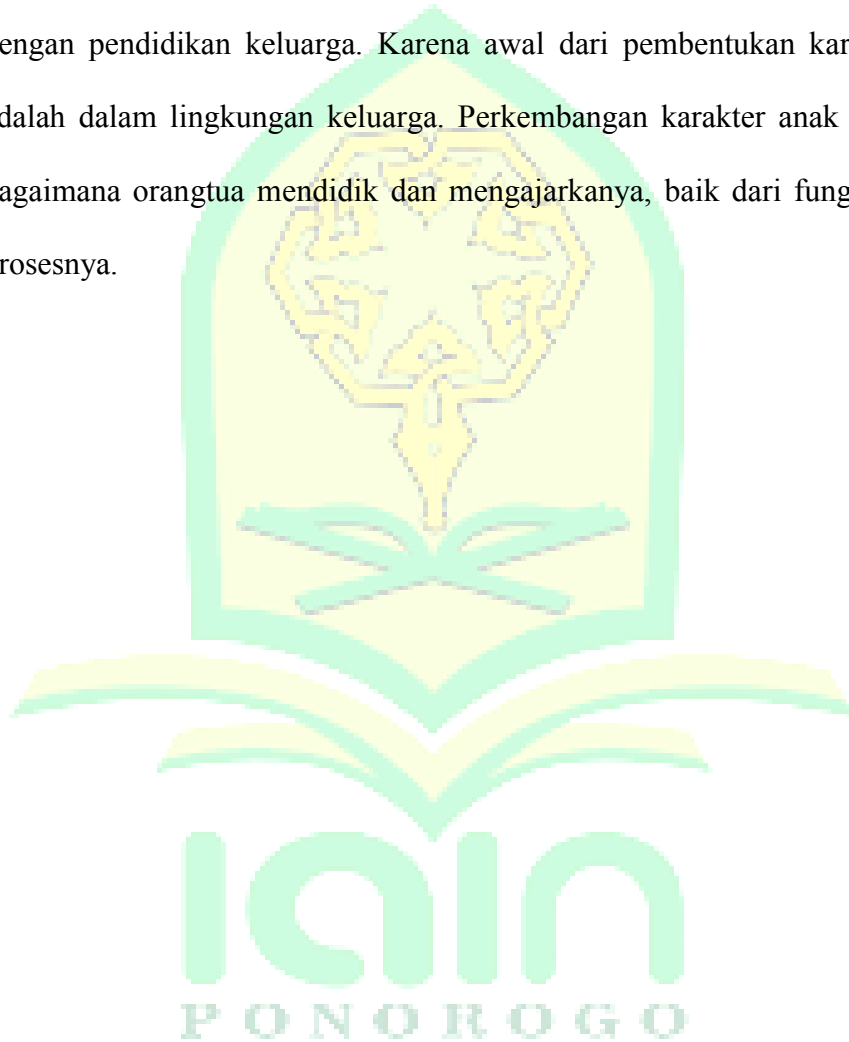 engan pendidikan keluarga. Karena awal dari pembentukan kar
dalah dalam lingkungan keluarga. Perkembangan karakter anak
agaimana orangtua mendidik dan mengajarkanya, baik dari fung
rosesnya.
iain
PONOROGO